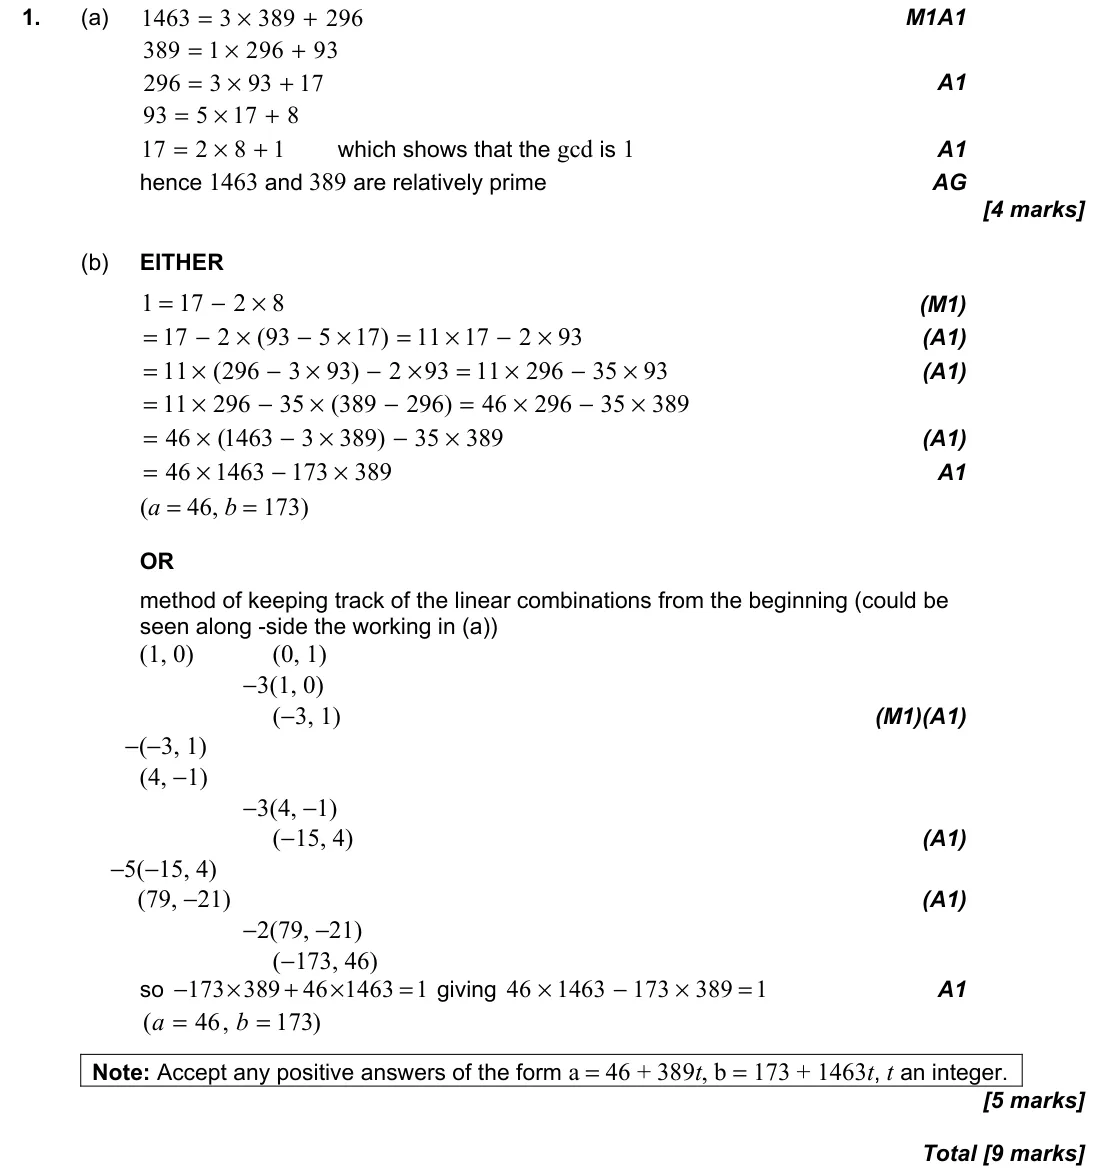 1. (a) 1463 = 3 × 389 + 296 M1A1
389 = 1 × 296 + 93
296 = 3 × 93 + 17 A1
93 = 5 × 17 + 8
17 = 2 × 8 + 1 which shows that the gcd is 1 A1
hence 1463 and 389 are relatively prime AG
[4 marks]
(b) EITHER
1 = 17 − 2 × 8 (M1)
= 17 − 2 × (93 − 5 × 17) = 11 × 17 − 2 × 93 (A1)
= 11 × (296 − 3 × 93) − 2 × 93 = 11 × 296 − 35 × 93 (A1)
= 11 × 296 − 35 × (389 − 296) = 46 × 296 − 35 × 389
= 46 × (1463 − 3 × 389) − 35 × 389 (A1)
= 46 × 1463 − 173 × 389 A1
(a = 46, b = 173)
OR
method of keeping track of the linear combinations from the beginning (could be
seen along -side the working in (a))
(1, 0) (0, 1)
−3(1, 0)
(−3, 1) (M1)(A1)
−(−3, 1)
(4, −1)
−3(4, −1)
(−15, 4) (A1)
−5(−15, 4)
(79, −21) (A1)
−2(79, −21)
(−173, 46)
so −173×389 + 46×1463 = 1 giving 46 × 1463 − 173 × 389 = 1 A1
(a = 46, b = 173)
Note: Accept any positive answers of the form a = 46 + 389t, b = 173 + 1463t, t an integer.
[5 marks]
Total [9 marks]